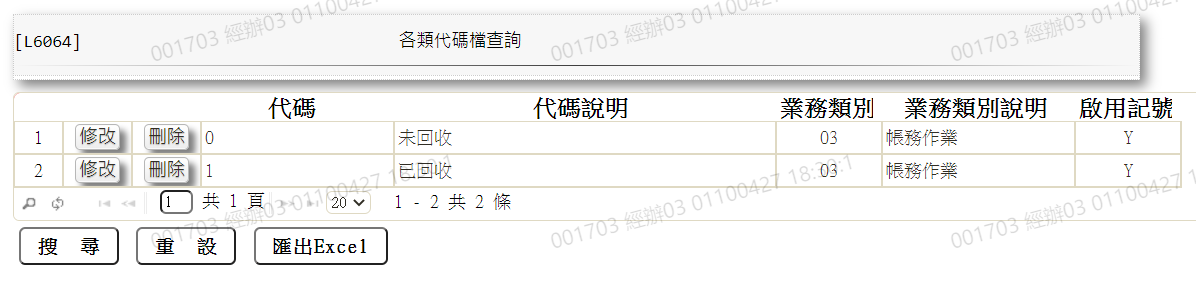 [L6064] 各類代碼檔查詢
代碼 代碼說明 業務類別 業務類別說明 啟用記號
1 修改 刪除 0 未回收 03 帳務作業 Y
2 修改 刪除 1 已回收 03 帳務作業 Y
1 共 1 頁 20 1 - 2 共 2 條
搜 尋 重 設 匯出Excel
001703 經辦03 01100427 18:39:1